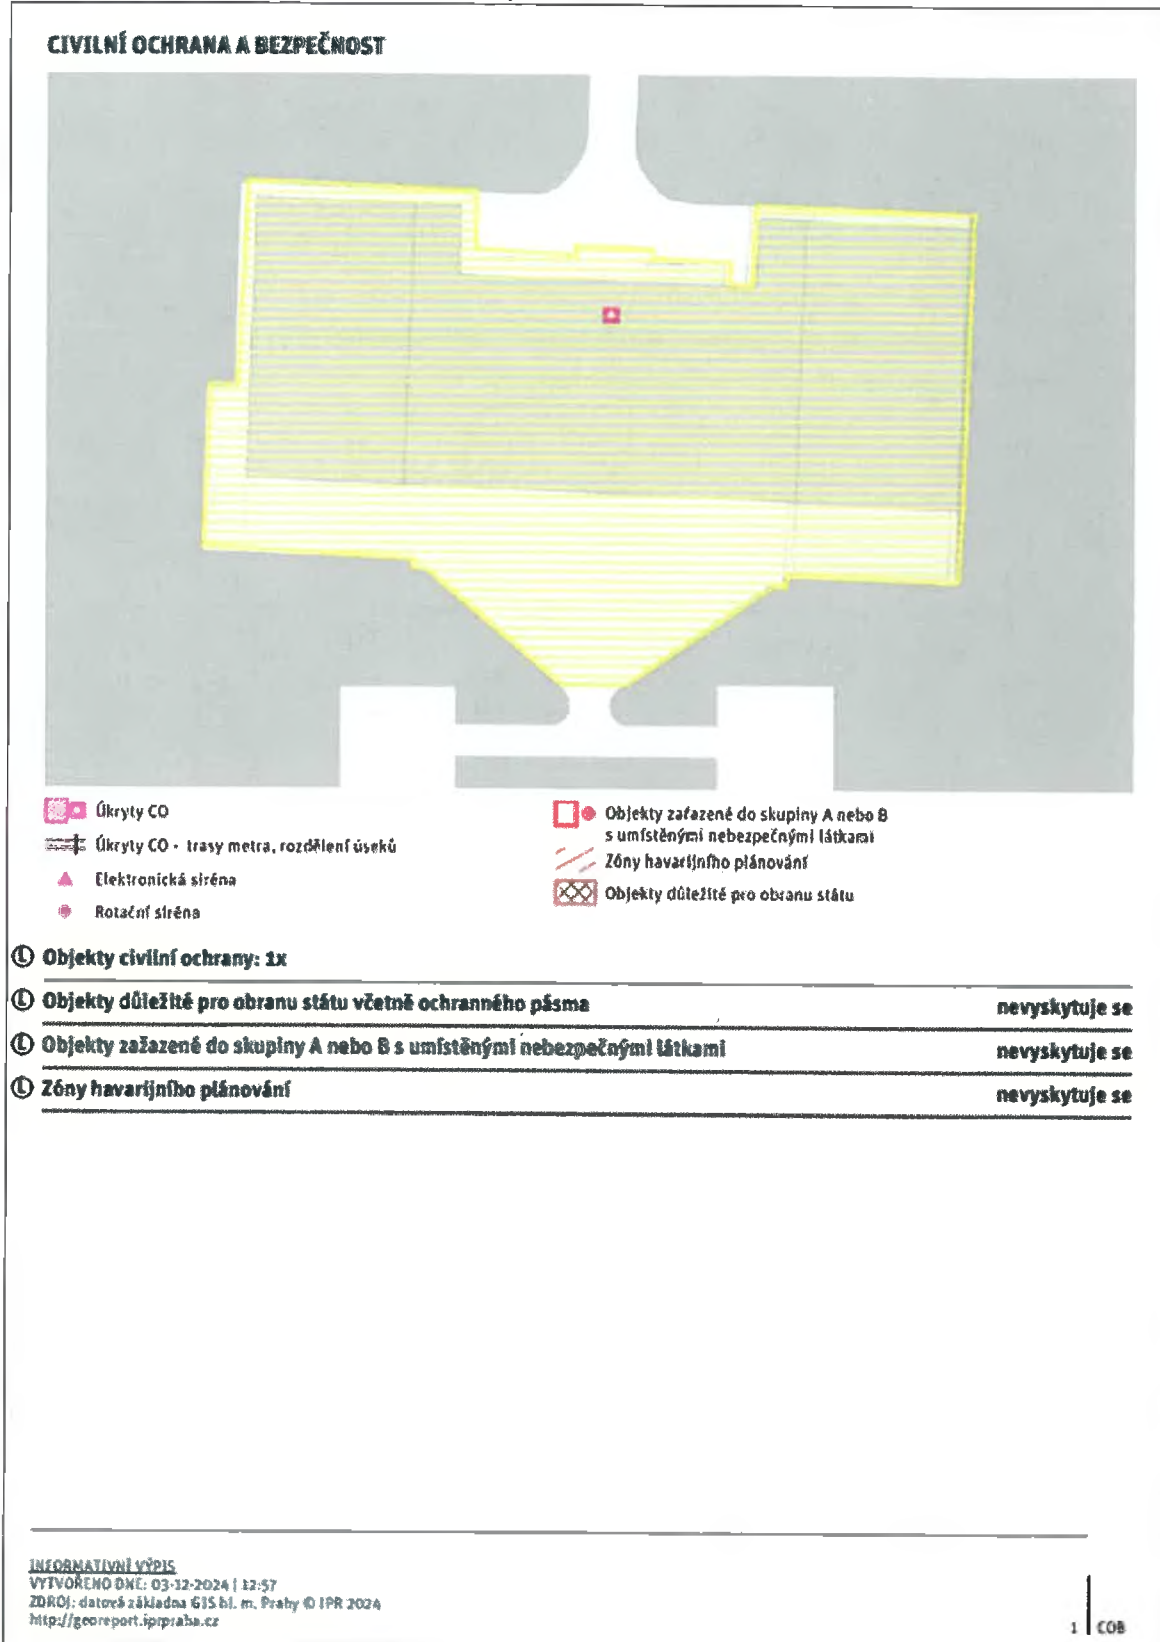 CIVILNÍ OCHRANA A BEZPEČNOST
Úkryty CO
Úkryty CO - trasy metra, rozdělení úseků
Elektronická siréna
Rotační siréna
Objekty zařazené do skupiny A nebo B
s umístěnými nebezpečnými látkami
Zóny havarijního plánování
Objekty důležité pro obranu státu
Ⓛ Objekty civilní ochrany: 1x
Ⓛ Objekty důležité pro obranu státu včetně ochranného pásma nevyskytuje se
Ⓛ Objekty zažazené do skupiny A nebo B s umístěnými nebezpečnými látkami nevyskytuje se
Ⓛ Zóny havarijního plánování nevyskytuje se
INFORMATIVNÍ VÝPIS
VYTVOŘENO DNE: 03-12-2024 | 12:57
ZDROJ: datová základna GIS hl. m. Prahy © IPR 2024
http://georeport.iprpraha.cz
1 COB